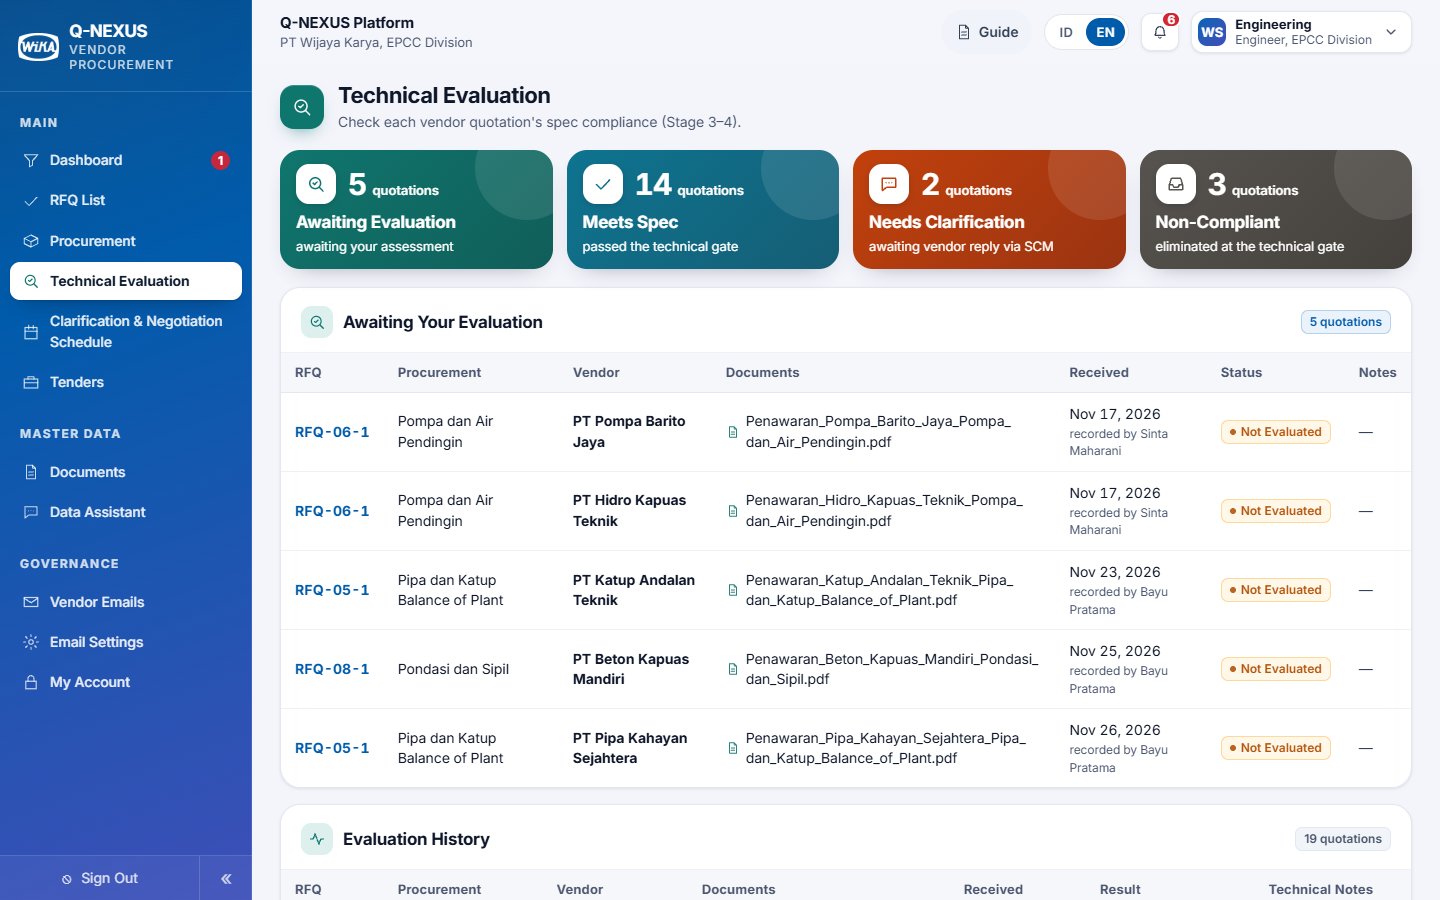 WIKA
Q-NEXUS
VENDOR
PROCUREMENT
MAIN
Dashboard
1
RFQ List
Procurement
Technical Evaluation
Clarification & Negotiation
Schedule
Tenders
MASTER DATA
Documents
Data Assistant
GOVERNANCE
Vendor Emails
Email Settings
My Account
Sign Out
«
Q-NEXUS Platform
PT Wijaya Karya, EPCC Division
Guide
ID
EN
6
WS
Engineering
Engineer, EPCC Division
Technical Evaluation
Check each vendor quotation's spec compliance (Stage 3–4).
5 quotations
Awaiting Evaluation
awaiting your assessment
14 quotations
Meets Spec
passed the technical gate
2 quotations
Needs Clarification
awaiting vendor reply via SCM
3 quotations
Non-Compliant
eliminated at the technical gate
Awaiting Your Evaluation
5 quotations
RFQ Procurement Vendor Documents Received Status Notes
RFQ-06-1
Pompa dan Air
Pendingin
PT Pompa Barito
Jaya
Penawaran_Pompa_Barito_Jaya_Pompa_
dan_Air_Pendingin.pdf
Nov 17, 2026
recorded by Sinta
Maharani
Not Evaluated
—
RFQ-06-1
Pompa dan Air
Pendingin
PT Hidro Kapuas
Teknik
Penawaran_Hidro_Kapuas_Teknik_Pompa_
dan_Air_Pendingin.pdf
Nov 17, 2026
recorded by Sinta
Maharani
Not Evaluated
—
RFQ-05-1
Pipa dan Katup
Balance of Plant
PT Katup Andalan
Teknik
Penawaran_Katup_Andalan_Teknik_Pipa_
dan_Katup_Balance_of_Plant.pdf
Nov 23, 2026
recorded by Bayu
Pratama
Not Evaluated
—
RFQ-08-1
Pondasi dan Sipil
PT Beton Kapuas
Mandiri
Penawaran_Beton_Kapuas_Mandiri_Pondasi_
dan_Sipil.pdf
Nov 25, 2026
recorded by Bayu
Pratama
Not Evaluated
—
RFQ-05-1
Pipa dan Katup
Balance of Plant
PT Pipa Kahayan
Sejahtera
Penawaran_Pipa_Kahayan_Sejahtera_Pipa_
dan_Katup_Balance_of_Plant.pdf
Nov 26, 2026
recorded by Bayu
Pratama
Not Evaluated
—
Evaluation History
19 quotations
RFQ Procurement Vendor Documents Received Result Technical Notes